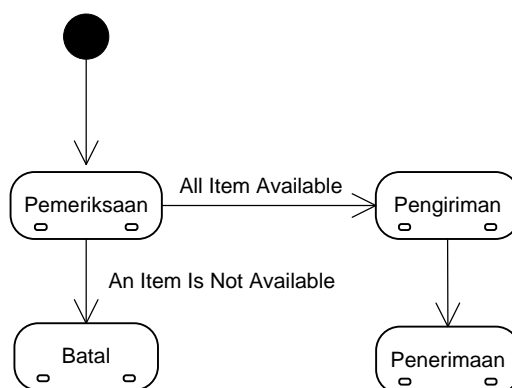 All Item Available
Pemeriksaan
Pengiriman
An Item Is Not Available
Batal
Penerimaan